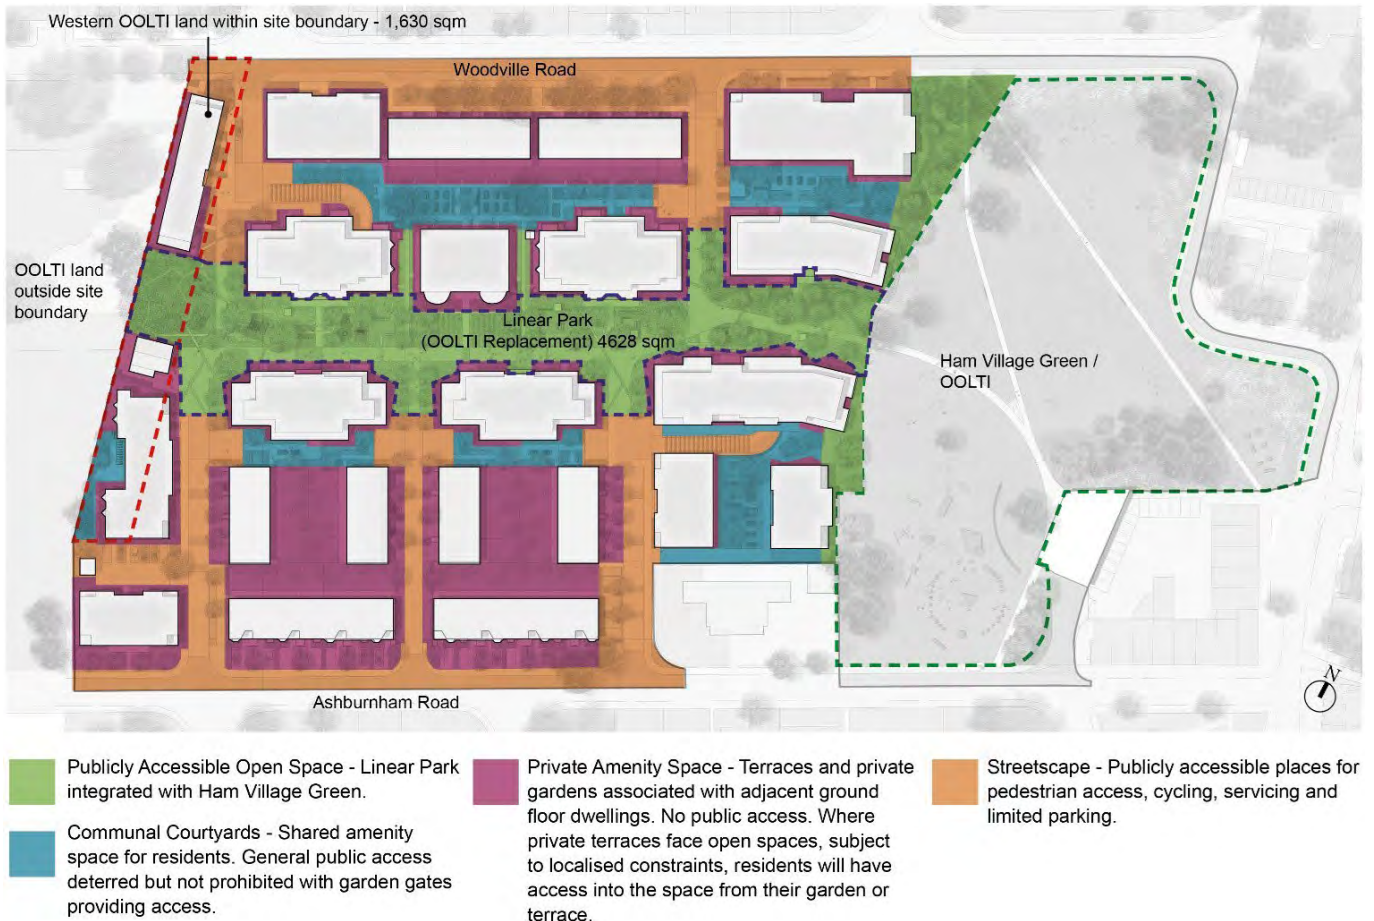 Western OOLTI land within site boundary - 1,630 sqm
Woodville Road
OOLTI land
outside site
boundary
Linear Park
(OOLTI Replacement) 4628 sqm
Ham Village Green /
OOLTI
N
Ashburnham Road
Publicly Accessible Open Space - Linear Park
integrated with Ham Village Green.
Communal Courtyards - Shared amenity
space for residents. General public access
deterred but not prohibited with garden gates
providing access.
Private Amenity Space - Terraces and private
gardens associated with adjacent ground
floor dwellings. No public access. Where
private terraces face open spaces, subject
to localised constraints, residents will have
access into the space from their garden or
terrace.
Streetscape - Publicly accessible places for
pedestrian access, cycling, servicing and
limited parking.